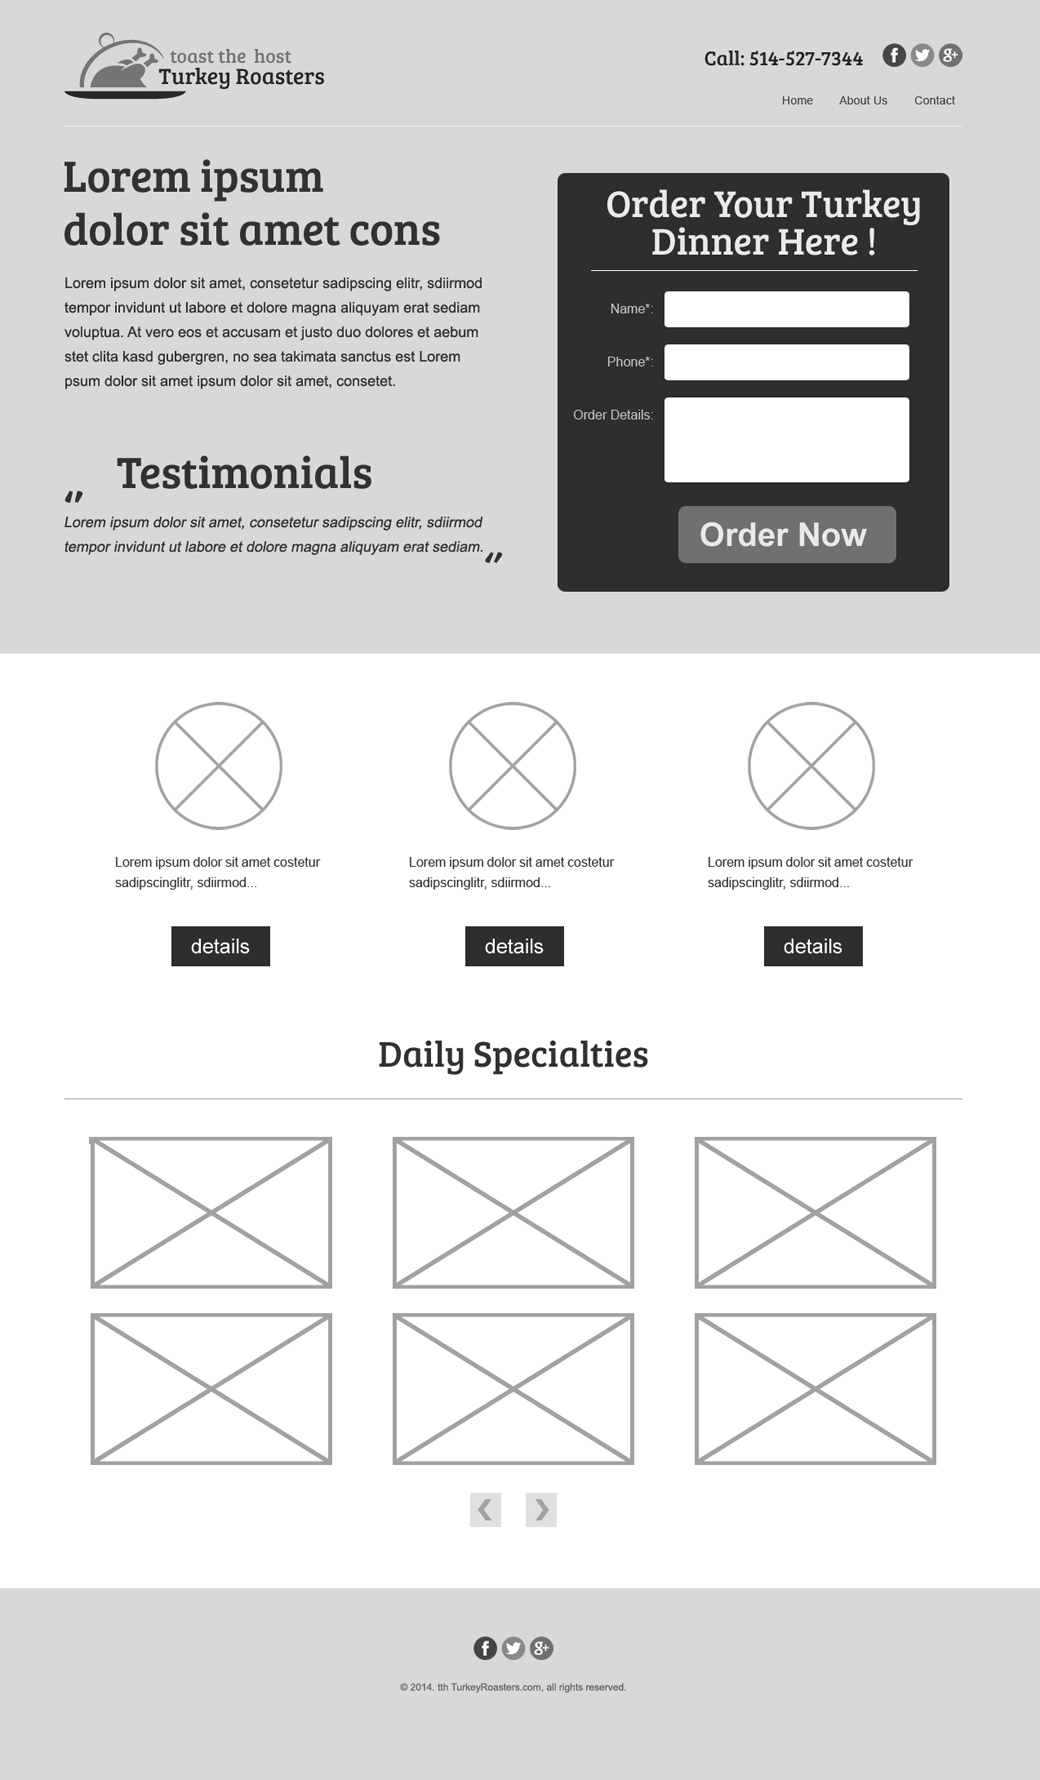 toast the host
Turkey Roasters
Call: 514-527-7344
Home About Us Contact
Lorem ipsum
dolor sit amet cons
Lorem ipsum dolor sit amet, consetetur sadipscing elitr, sdiirmod
tempor invidunt ut labore et dolore magna aliquyam erat sediam
voluptua. At vero eos et accusam et justo duo dolores et aebum
stet clita kasd gubergren, no sea takimata sanctus est Lorem
psum dolor sit amet ipsum dolor sit amet, consetet.
Testimonials
"
Lorem ipsum dolor sit amet, consetetur sadipscing elitr, sdiirmod
tempor invidunt ut labore et dolore magna aliquyam erat sediam.
"
Order Your Turkey
Dinner Here !
Name*:
Phone*:
Order Details:
Order Now
Lorem ipsum dolor sit amet costetur
sadipscinglitr, sdiirmod...
details
Lorem ipsum dolor sit amet costetur
sadipscinglitr, sdiirmod...
details
Lorem ipsum dolor sit amet costetur
sadipscinglitr, sdiirmod...
details
Daily Specialties
© 2014. tth TurkeyRoasters.com, all rights reserved.